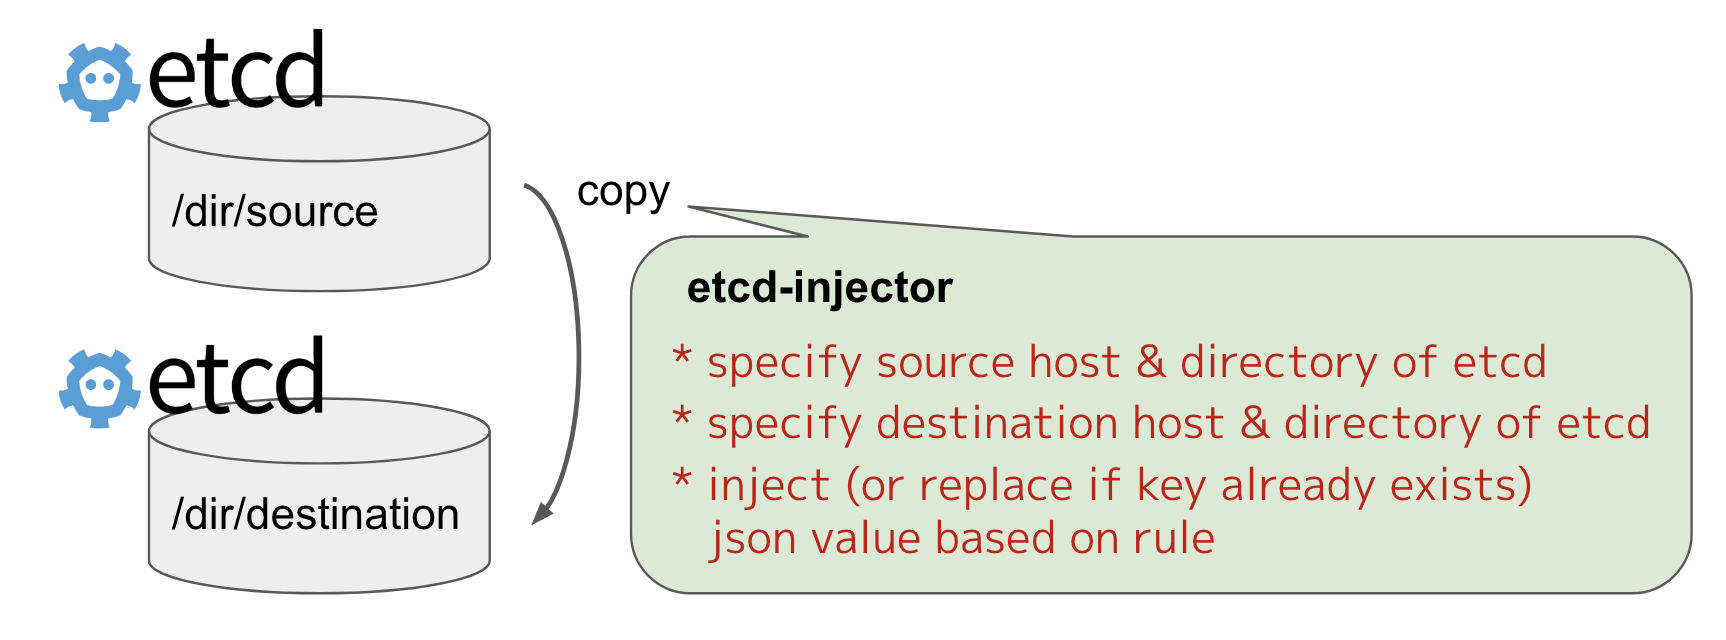 etcd
/dir/source
copy
etcd-injector
* specify source host & directory of etcd
* specify destination host & directory of etcd
* inject (or replace if key already exists)
json value based on rule
etcd
/dir/destination